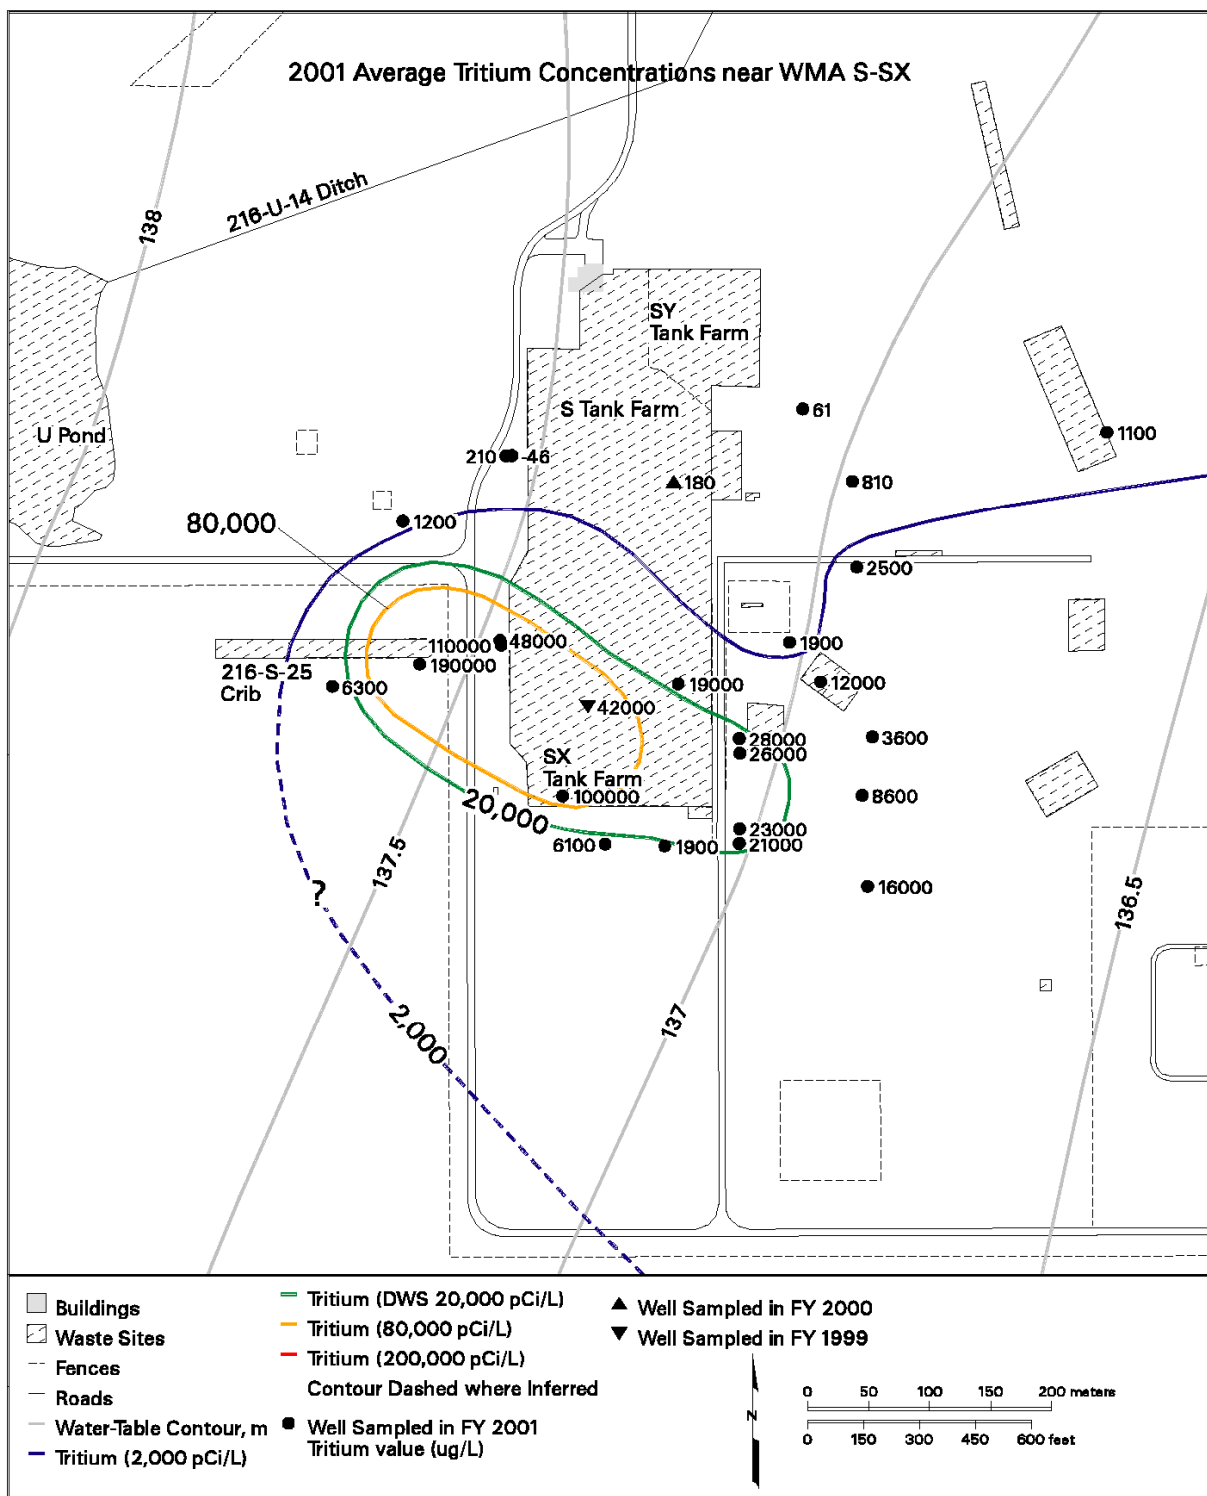 2001 Average Tritium Concentrations near WMA S-SX
216-U-14 Ditch
138
SY
Tank Farm
S Tank Farm
61
U Pond
1100
210
-46
180
810
80,000
1200
2500
110000
48000
1900
190000
216-S-25
Crib
6300
19000
12000
42000
28000
3600
26000
SX
Tank Farm
20,000
100000
8600
23000
6100
1900
21000
137.5
16000
?
136.5
2,000
137
Buildings
Waste Sites
Fences
Roads
Water-Table Contour, m
Tritium (2,000 pCi/L)
Tritium (DWS 20,000 pCi/L)
Tritium (80,000 pCi/L)
Tritium (200,000 pCi/L)
Contour Dashed where Inferred
Well Sampled in FY 2001
Tritium value (ug/L)
Well Sampled in FY 2000
Well Sampled in FY 1999
N
0 50 100 150 200 meters
0 150 300 450 600 feet